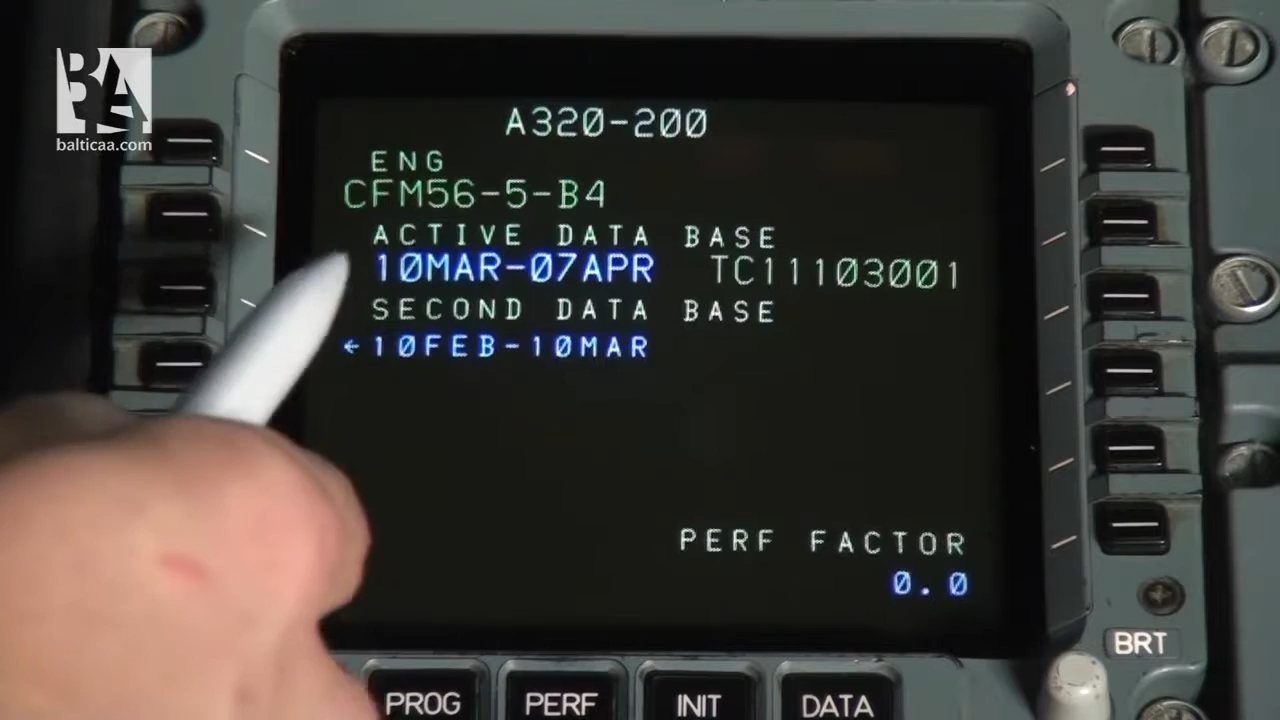 BA
balticaa.com
A320-200
ENG
CFM56-5-B4
ACTIVE DATA BASE
10MAR-07APR TC11103001
SECOND DATA BASE
←10FEB-10MAR
PERF FACTOR
0.0
BRT
PROG PERF INIT DATA